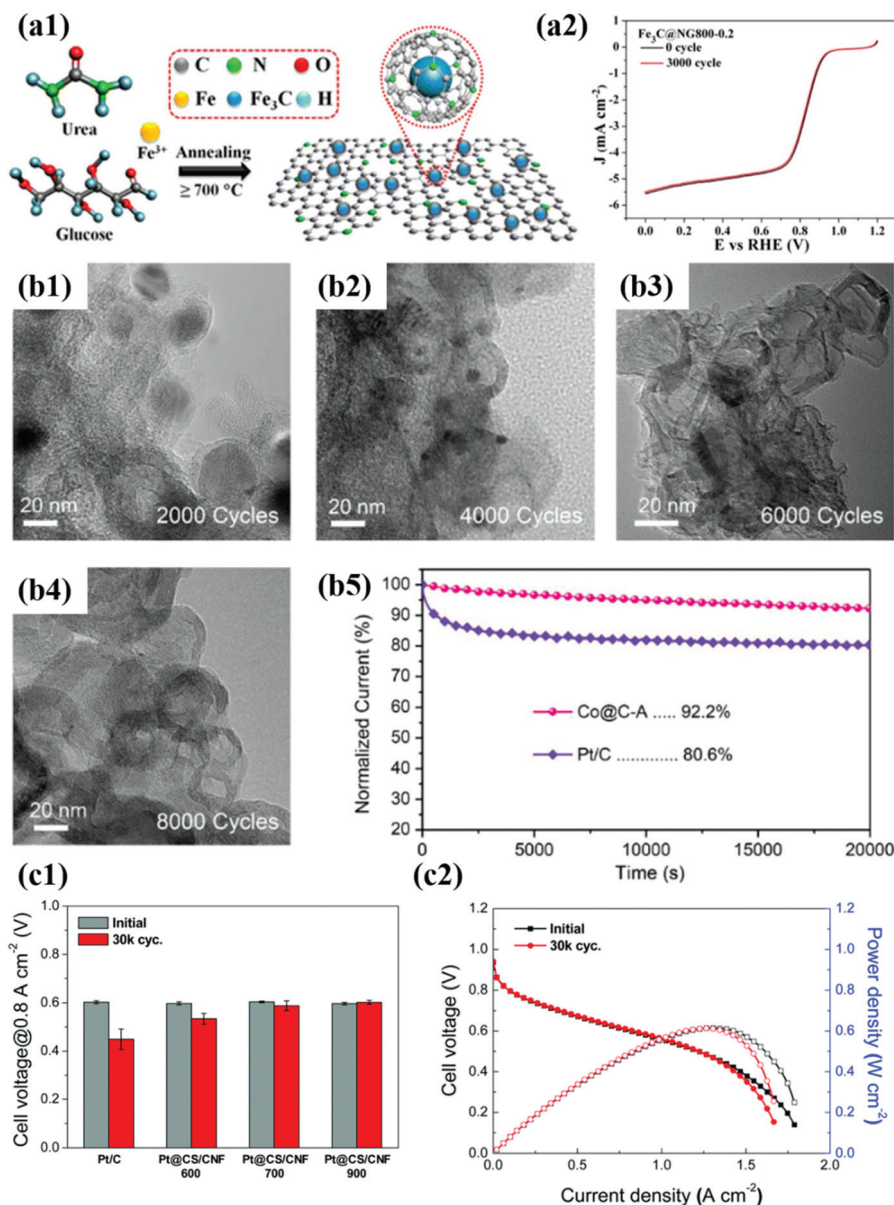 (a1)
Urea
C N O
Fe Fe₃C H
Fe³⁺
Glucose
Annealing
≥ 700 °C
(a2)
Fe₃C@NG800-0.2
0 cycle
3000 cycle
J (mA cm⁻²)
1
0
-1
-2
-3
-4
-5
-6
0.0 0.2 0.4 0.6 0.8 1.0 1.2
E vs RHE (V)
(b1)
20 nm
2000 Cycles
(b2)
20 nm
4000 Cycles
(b3)
20 nm
6000 Cycles
(b4)
20 nm
8000 Cycles
(b5)
Normalized Current (%)
100
90
80
70
60
50
40
30
20
Co@C-A ..... 92.2%
Pt/C ............. 80.6%
0 5000 10000 15000 20000
Time (s)
(c1)
Cell voltage@0.8 A cm⁻² (V)
1.0
0.8
0.6
0.4
0.2
0.0
Initial
30k cyc.
Pt/C Pt@CS/CNF Pt@CS/CNF Pt@CS/CNF
600 700 900
(c2)
Cell voltage (V)
1.2
1.0
0.8
0.6
0.4
0.2
0.0
Initial
30k cyc.
1.2
1.0
0.8
0.6
0.4
0.2
0.0
Power density (W cm⁻²)
0.0 0.5 1.0 1.5 2.0
Current density (A cm⁻²)